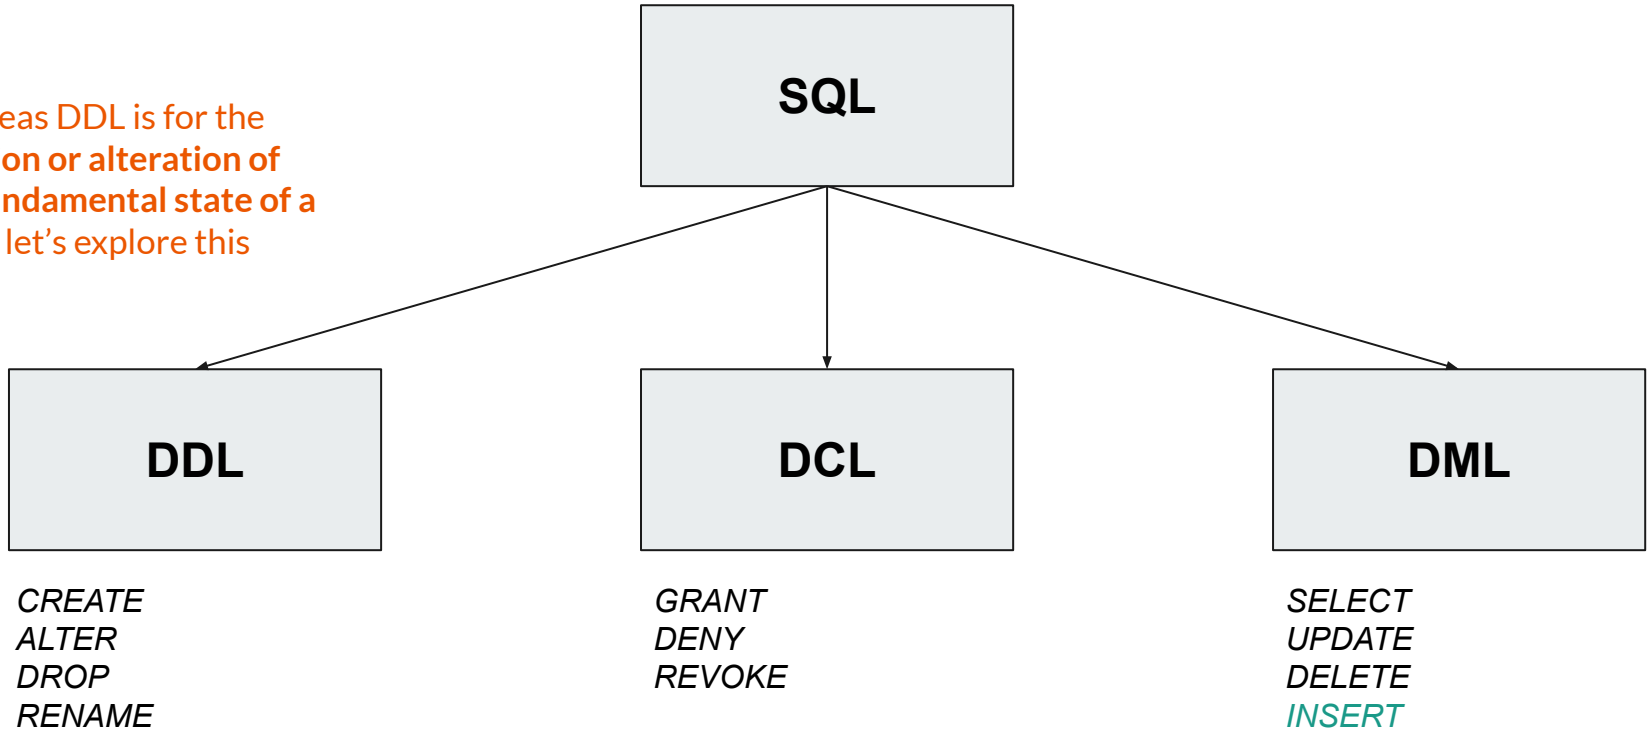 SQL
eas DDL is for the
on or alteration of
ndamental state of a
let's explore this
DDL
DCL
DML
CREATE
ALTER
DROP
RENAME
GRANT
DENY
REVOKE
SELECT
UPDATE
DELETE
INSERT